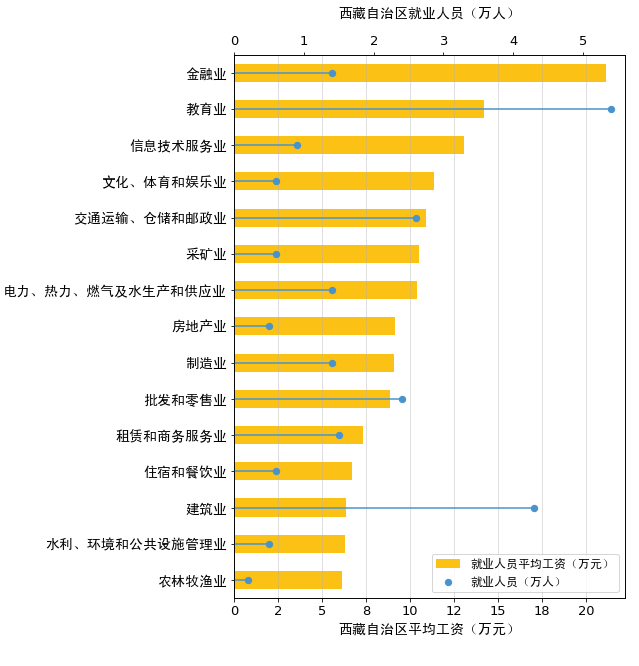 西藏自治区就业人员（万人）
0 1 2 3 4 5
金融业
教育业
信息技术服务业
文化、体育和娱乐业
交通运输、仓储和邮政业
采矿业
电力、热力、燃气及水生产和供应业
房地产业
制造业
批发和零售业
租赁和商务服务业
住宿和餐饮业
建筑业
水利、环境和公共设施管理业
农林牧渔业
就业人员平均工资（万元）
就业人员（万人）
0 2 5 8 10 12 15 18 20
西藏自治区平均工资（万元）